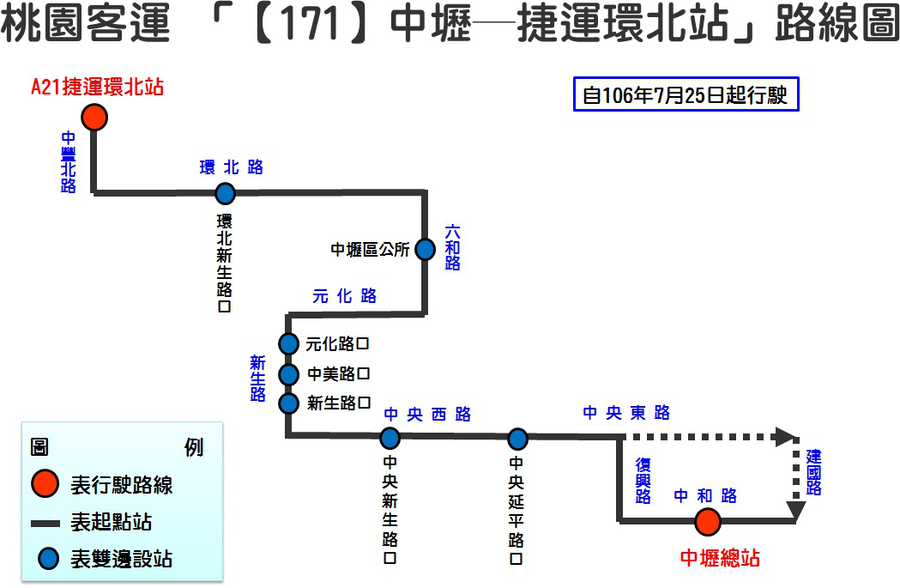 桃園客運 「【171】中壢─捷運環北站」路線圖
A21捷運環北站
自106年7月25日起行駛
中豐北路
環北路
環北新生路口
中壢區公所
六和路
元化路
元化路口
中美路口
新生路口
新生路
中央西路
中央東路
中央新生路口
中央延平路口
復興路
中和路
建國路
中壢總站
圖 例
表行駛路線
表起點站
表雙邊設站